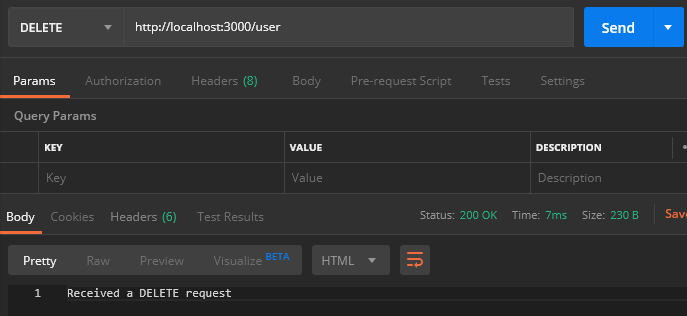 DELETE http://localhost:3000/user Send
Params Authorization Headers (8) Body Pre-request Script Tests Settings
Query Params
KEY VALUE DESCRIPTION
Key Value Description
Body Cookies Headers (6) Test Results Status: 200 OK Time: 7ms Size: 230 B Save
Pretty Raw Preview Visualize BETA HTML
1 Received a DELETE request